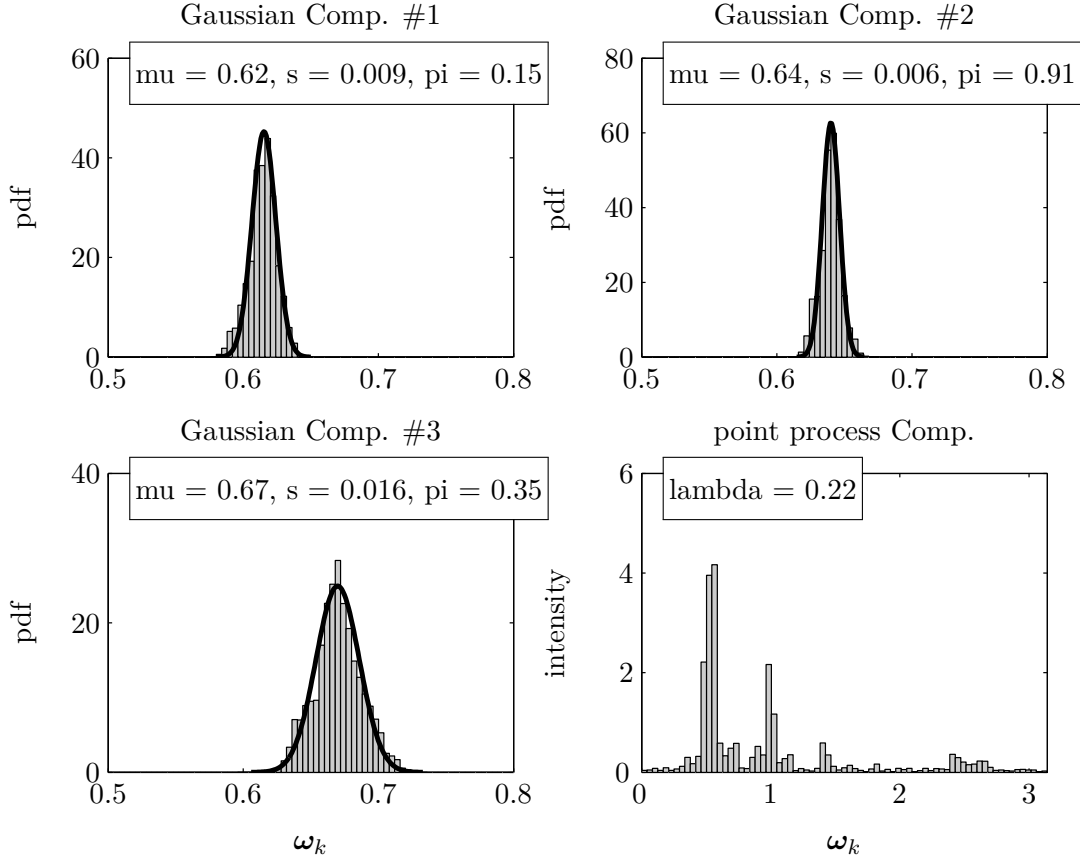 Gaussian Comp. #1
mu = 0.62, s = 0.009, pi = 0.15
pdf
60
40
20
0
0.5
0.6
0.7
0.8
Gaussian Comp. #2
mu = 0.64, s = 0.006, pi = 0.91
pdf
80
60
40
20
0
0.5
0.6
0.7
0.8
Gaussian Comp. #3
mu = 0.67, s = 0.016, pi = 0.35
pdf
40
20
0
0.5
0.6
0.7
0.8
ωk
point process Comp.
lambda = 0.22
intensity
6
4
2
0
0
1
2
3
ωk